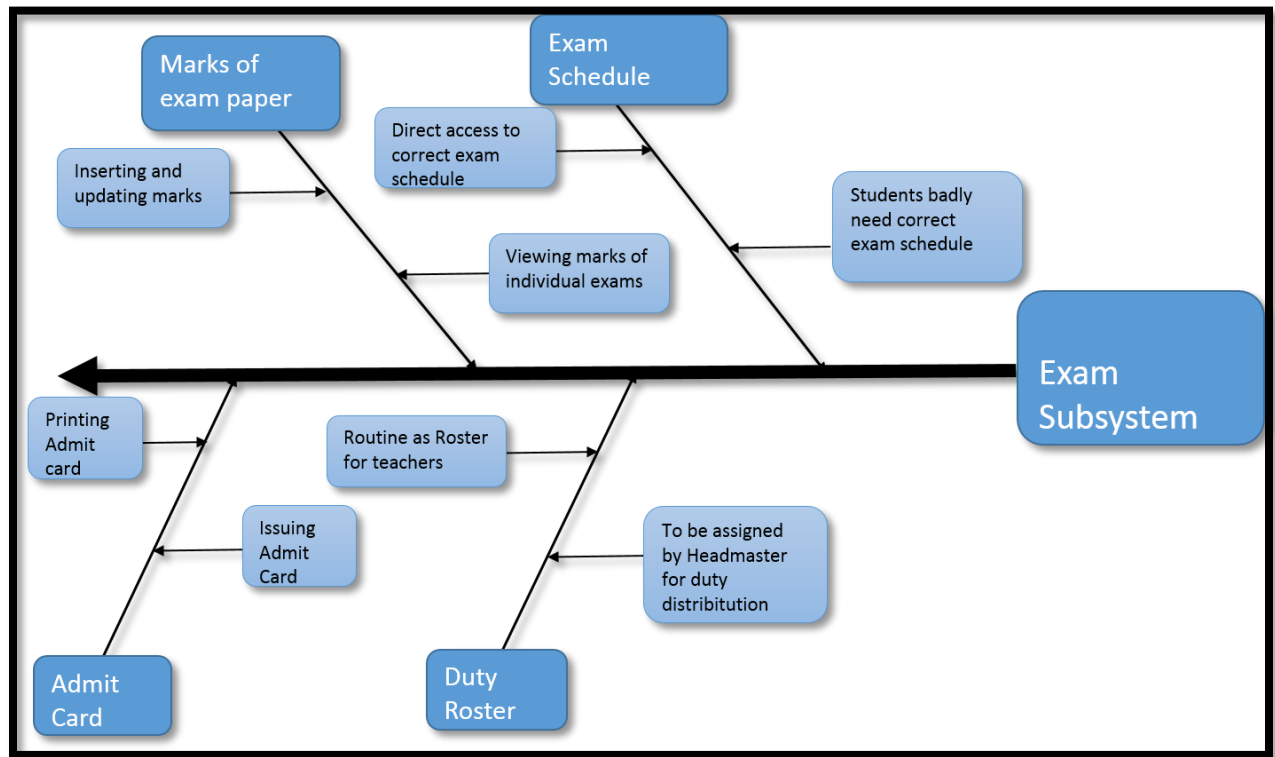 Marks of
exam paper
Exam
Schedule
Inserting and
updating marks
Direct access to
correct exam
schedule
Viewing marks of
individual exams
Students badly
need correct
exam schedule
Exam
Subsystem
Printing
Admit
card
Issuing
Admit
Card
Routine as Roster
for teachers
To be assigned
by Headmaster
for duty
distribitution
Admit
Card
Duty
Roster